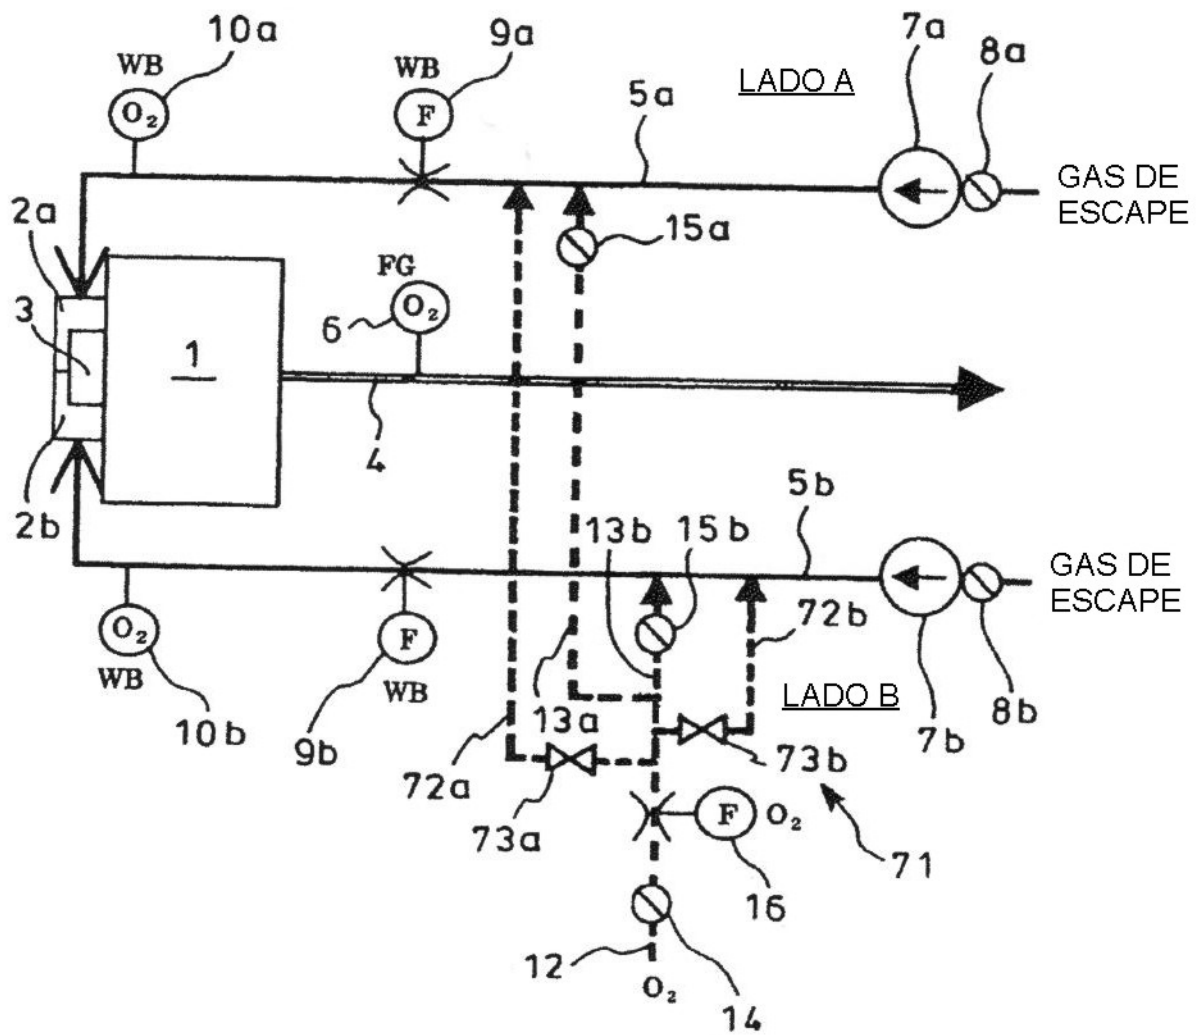 10a
9a
7a
WB
WB
LADO A
8a
O₂
F
5a
GAS DE
ESCAPE
2a
15a
FG
3
6
O₂
1
4
2b
13b
15b
5b
GAS DE
ESCAPE
O₂
F
72b
WB
WB
LADO B
10b
9b
13a
7b
8b
72a
73b
73a
F
O₂
71
16
12
O₂
14